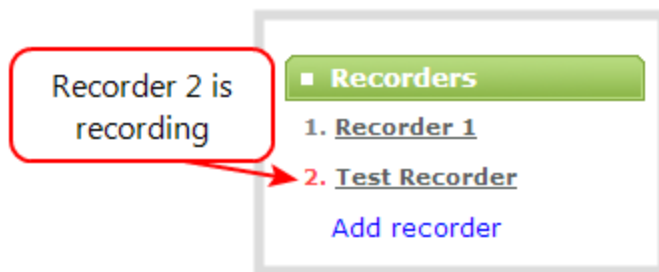 Recorder 2 is
recording
Recorders
1. Recorder 1
2. Test Recorder
Add recorder